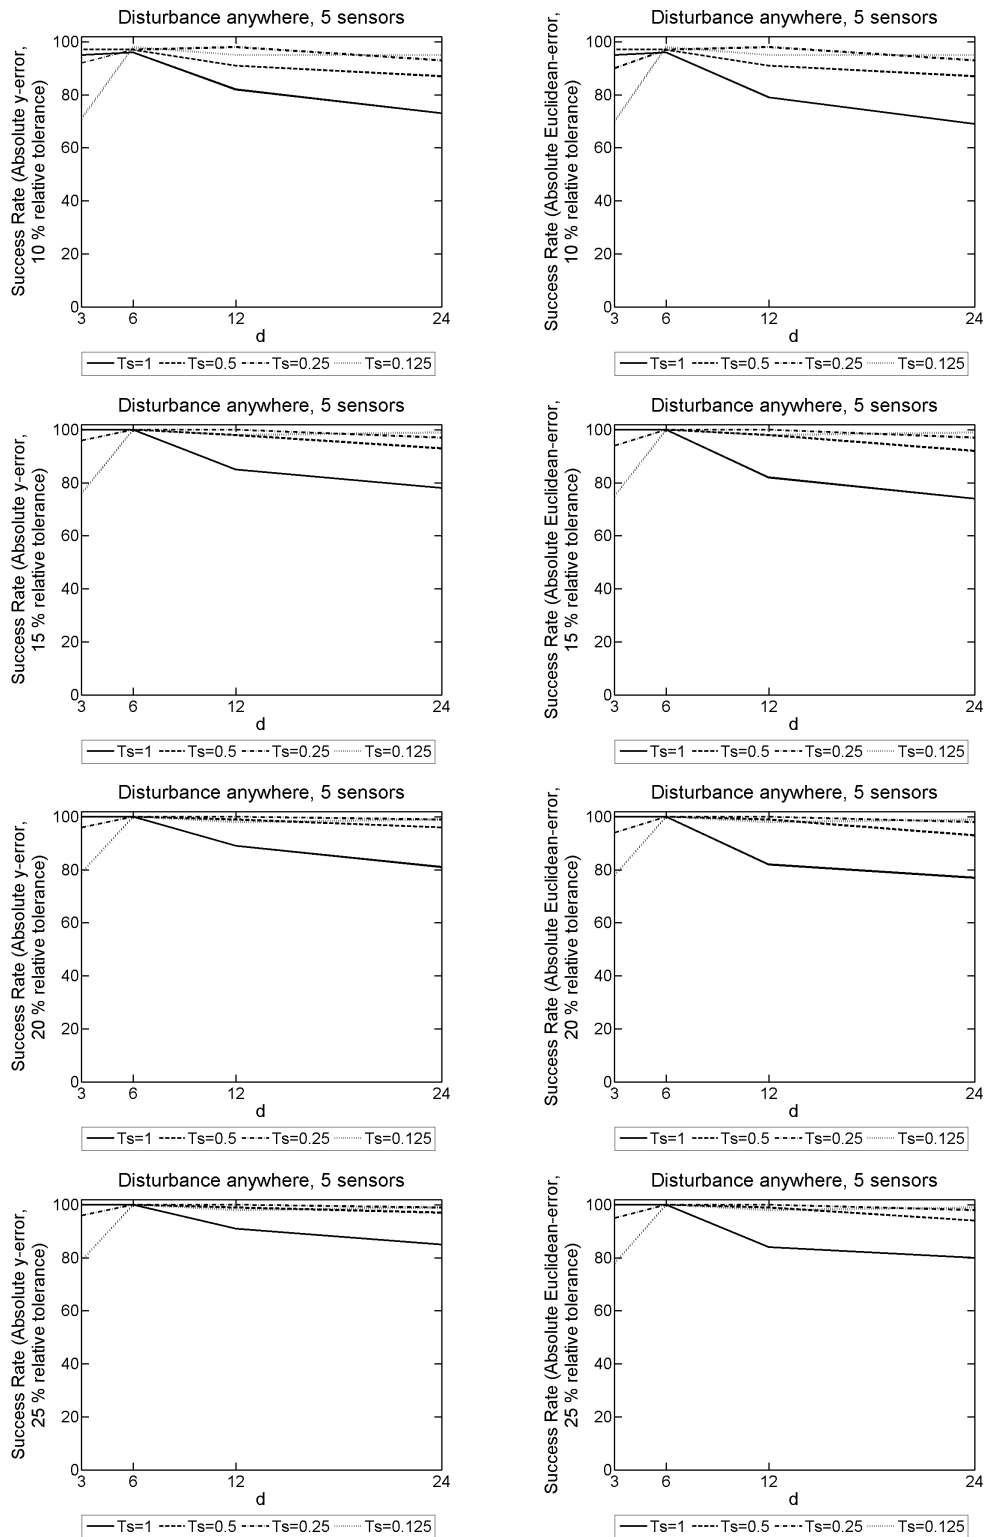 Disturbance anywhere, 5 sensors
Success Rate (Absolute y-error,
10 % relative tolerance)
100
80
60
40
20
0
3 6 12 24
d
Ts=1 Ts=0.5 Ts=0.25 Ts=0.125
Disturbance anywhere, 5 sensors
Success Rate (Absolute Euclidean-error,
10 % relative tolerance)
100
80
60
40
20
0
3 6 12 24
d
Ts=1 Ts=0.5 Ts=0.25 Ts=0.125
Disturbance anywhere, 5 sensors
Success Rate (Absolute y-error,
15 % relative tolerance)
100
80
60
40
20
0
3 6 12 24
d
Ts=1 Ts=0.5 Ts=0.25 Ts=0.125
Disturbance anywhere, 5 sensors
Success Rate (Absolute Euclidean-error,
15 % relative tolerance)
100
80
60
40
20
0
3 6 12 24
d
Ts=1 Ts=0.5 Ts=0.25 Ts=0.125
Disturbance anywhere, 5 sensors
Success Rate (Absolute y-error,
20 % relative tolerance)
100
80
60
40
20
0
3 6 12 24
d
Ts=1 Ts=0.5 Ts=0.25 Ts=0.125
Disturbance anywhere, 5 sensors
Success Rate (Absolute Euclidean-error,
20 % relative tolerance)
100
80
60
40
20
0
3 6 12 24
d
Ts=1 Ts=0.5 Ts=0.25 Ts=0.125
Disturbance anywhere, 5 sensors
Success Rate (Absolute y-error,
25 % relative tolerance)
100
80
60
40
20
0
3 6 12 24
d
Ts=1 Ts=0.5 Ts=0.25 Ts=0.125
Disturbance anywhere, 5 sensors
Success Rate (Absolute Euclidean-error,
25 % relative tolerance)
100
80
60
40
20
0
3 6 12 24
d
Ts=1 Ts=0.5 Ts=0.25 Ts=0.125